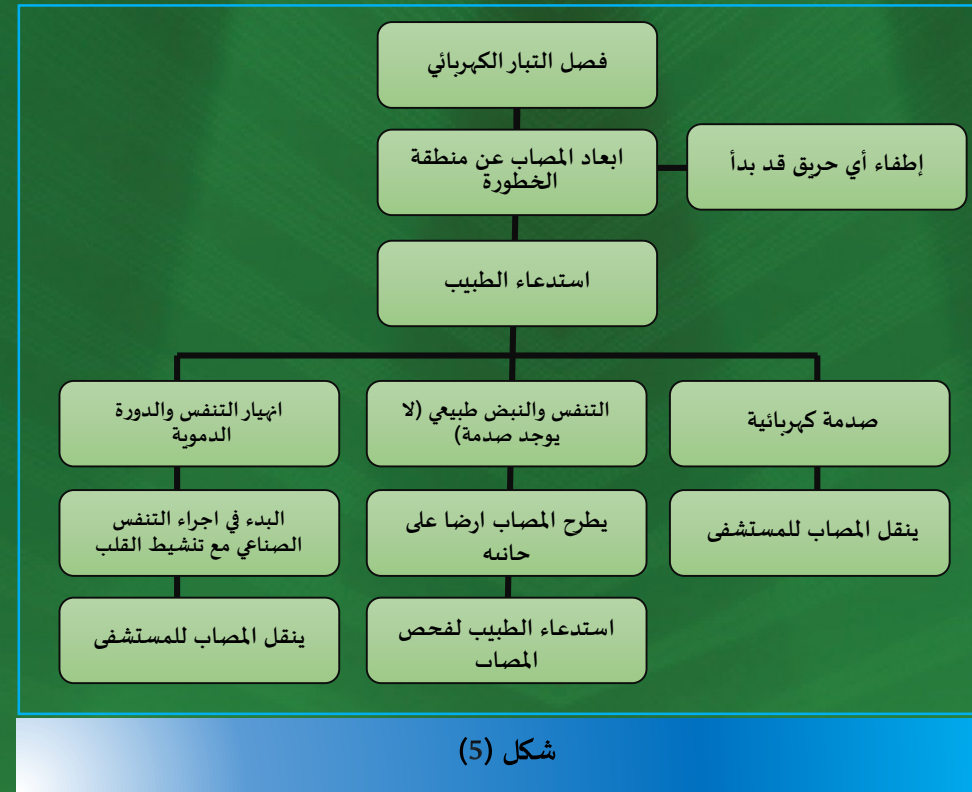 فصل التبار الكهربائي
ابعاد المصاب عن منطقة
الخطورة
إطفاء أي حريق قد بدأ
استدعاء الطبيب
صدمة كهربائية
التنفس والنبض طبيعي (لا
يوجد صدمة)
انهيار التنفس والدورة
الدموية
ينقل المصاب للمستشفى
يطرح المصاب ارضا على
جانبه
البدء في اجراء التنفس
الصناعي مع تنشيط القلب
استدعاء الطبيب لفحص
المصاب
ينقل المصاب للمستشفى
شكل (5)